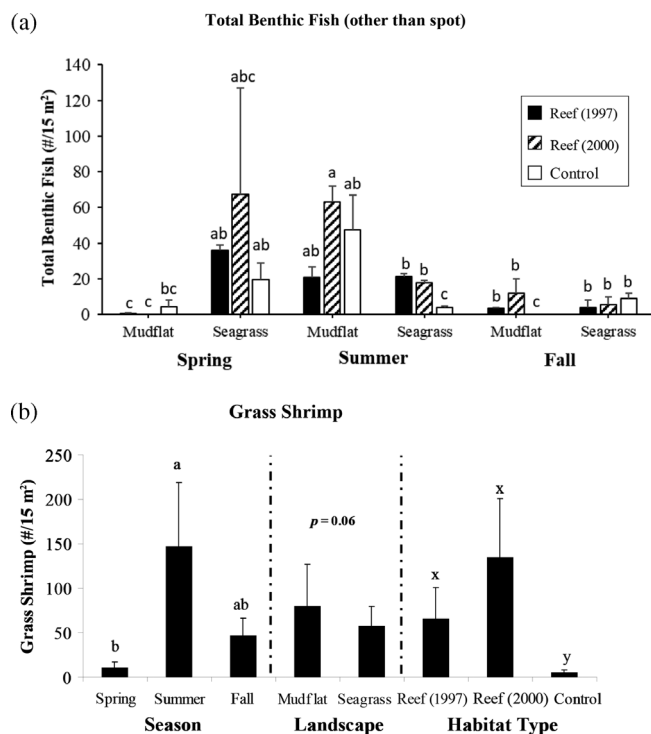 (a)
Total Benthic Fish (other than spot)
Total Benthic Fish (#/15 m²)
140
120
100
80
60
40
20
0
Reef (1997)
Reef (2000)
Control
c c bc
ab abc ab
ab a ab
b b c
b b c
b b b
Mudflat Seagrass Mudflat Seagrass Mudflat Seagrass
Spring Summer Fall
(b)
Grass Shrimp
Grass Shrimp (#/15 m²)
250
200
150
100
50
0
b a ab
p = 0.06
x x y
Spring Summer Fall Mudflat Seagrass Reef (1997) Reef (2000) Control
Season Landscape Habitat Type